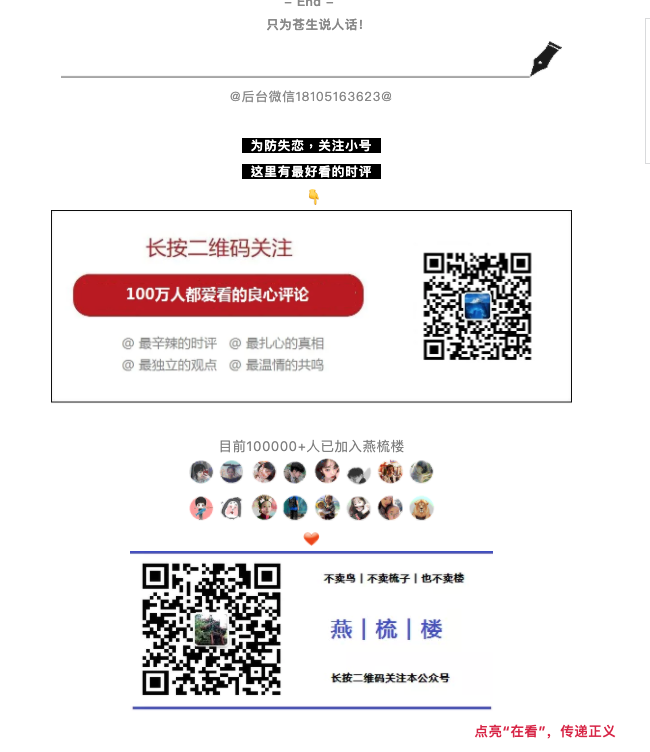 - End -
只为苍生说人话!
@后台微信18105163623@
为防失恋，关注小号
这里有最好看的时评
长按二维码关注
100万人都爱看的良心评论
@ 最辛辣的时评 @ 最扎心的真相
@ 最独立的观点 @ 最温情的共鸣
目前100000+人已加入燕梳楼
不卖鸟｜不卖梳子｜也不卖楼
燕｜梳｜楼
长按二维码关注本公众号
点亮“在看”，传递正义